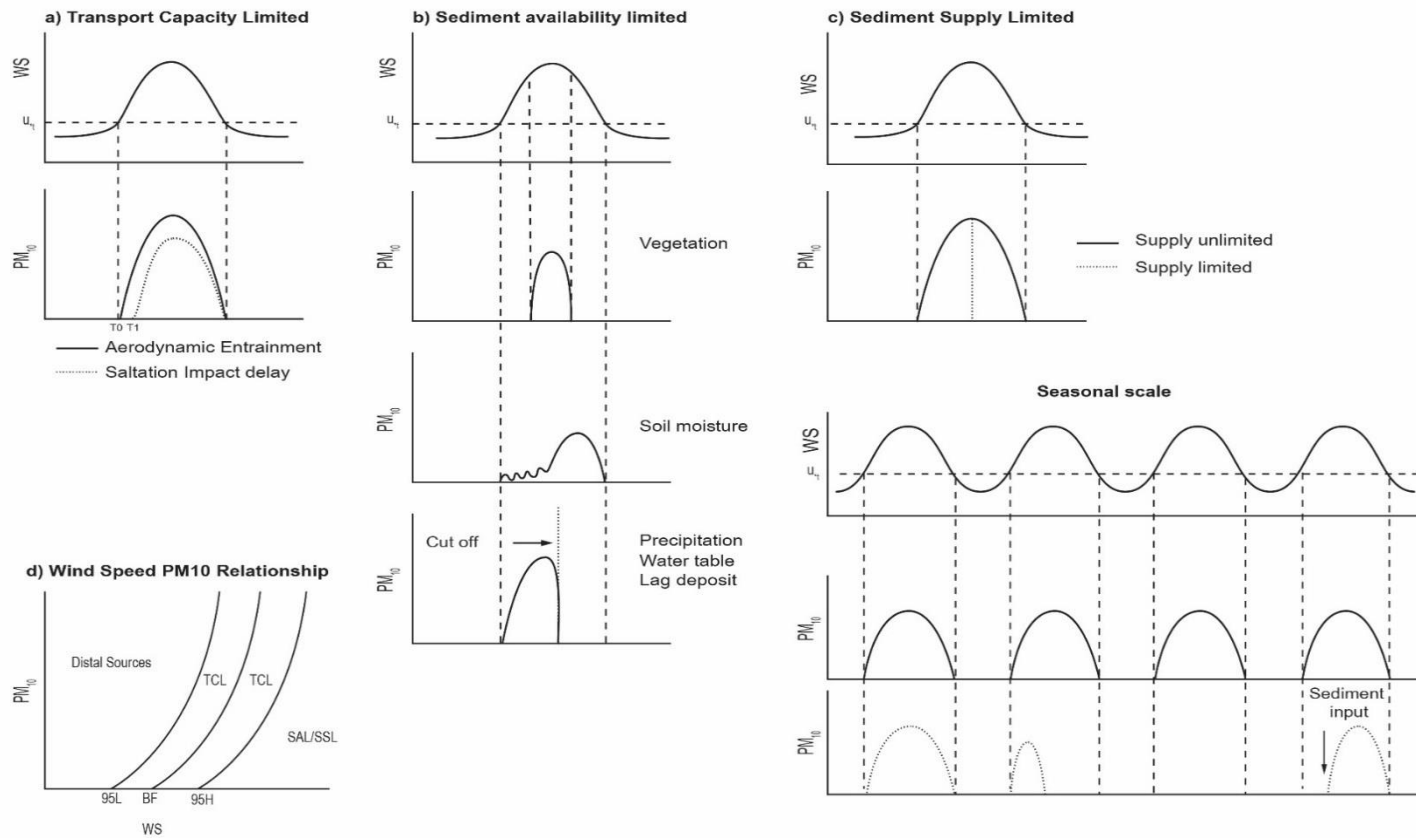 a) Transport Capacity Limited
WS
u*t
PM10
T0 T1
Aerodynamic Entrainment
Saltation Impact delay
b) Sediment availability limited
WS
u*t
PM10
Vegetation
PM10
Soil moisture
PM10
Cut off
Precipitation
Water table
Lag deposit
c) Sediment Supply Limited
WS
u*t
PM10
Supply unlimited
Supply limited
Seasonal scale
WS
u*t
PM10
PM10
Sediment
input
d) Wind Speed PM10 Relationship
PM10
Distal Sources
TCL
TCL
SAL/SSL
95L
BF
95H
WS